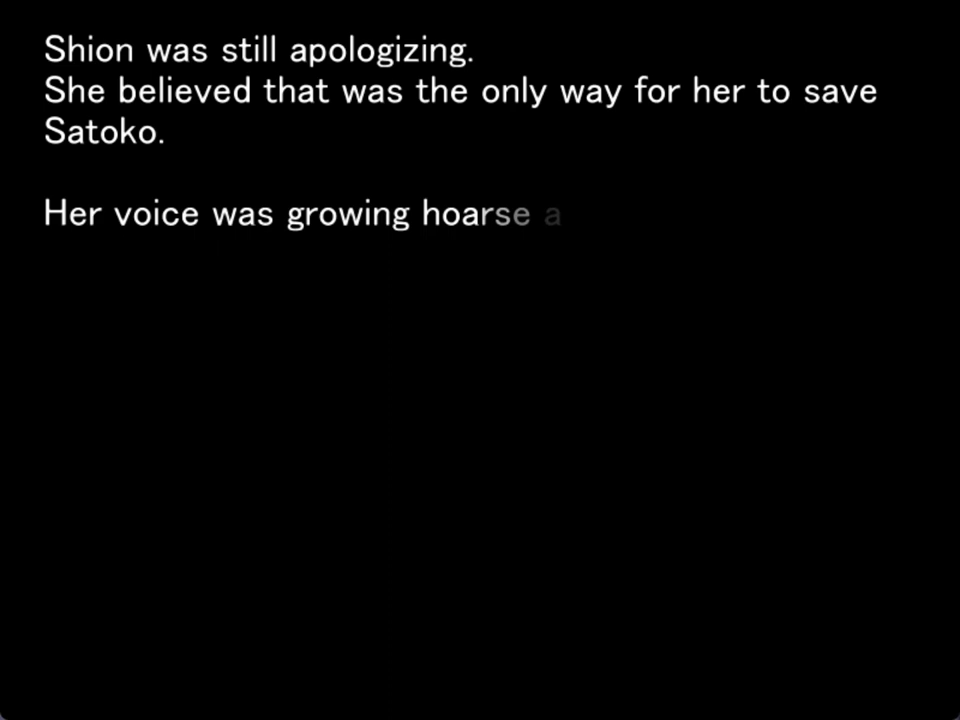 Shion was still apologizing.
She believed that was the only way for her to save
Satoko.
Her voice was growing hoarse a